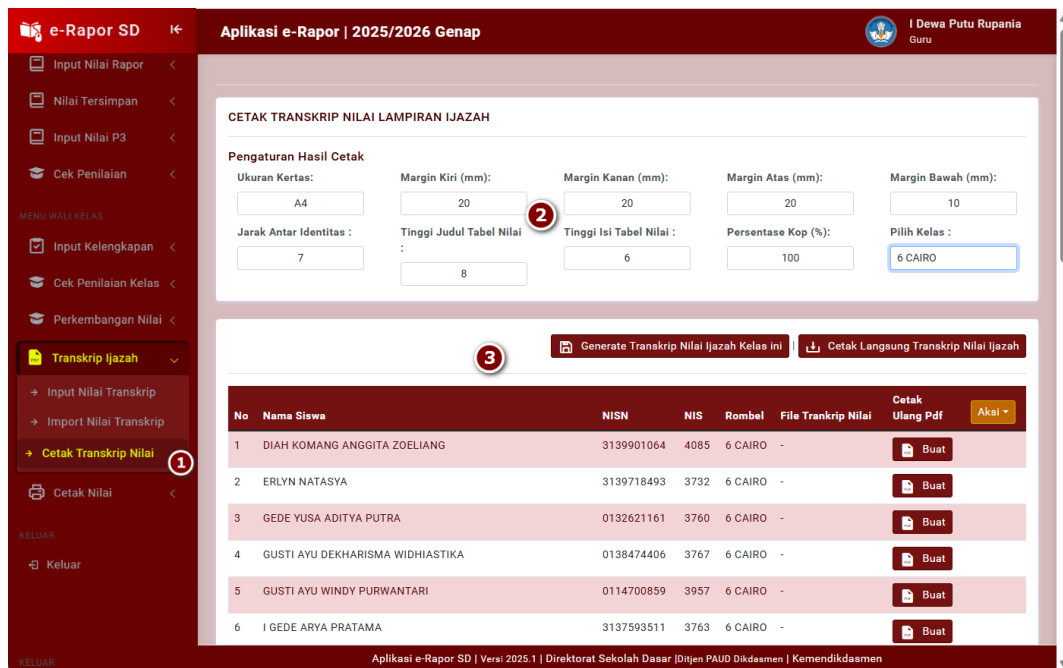 e-Rapor SD
Aplikasi e-Rapor | 2025/2026 Genap
I Dewa Putu Rupania
Guru
Input Nilai Rapor
Nilai Tersimpan
Input Nilai P3
Cek Penilaian
MENU WALI KELAS
Input Kelengkapan
Cek Penilaian Kelas
Perkembangan Nilai
Transkrip Ijazah
Input Nilai Transkrip
Import Nilai Transkrip
Cetak Transkrip Nilai
1
Cetak Nilai
KELUAR
Keluar
KELUAR
CETAK TRANSKRIP NILAI LAMPIRAN IJAZAH
Pengaturan Hasil Cetak
Ukuran Kertas: Margin Kiri (mm): Margin Kanan (mm): Margin Atas (mm): Margin Bawah (mm):
A4 20 20 20 10
2
Jarak Antar Identitas : Tinggi Judul Tabel Nilai : Tinggi Isi Tabel Nilai : Persentase Kop (%): Pilih Kelas :
7 8 6 100 6 CAIRO
3
Generate Transkrip Nilai Ijazah Kelas ini | Cetak Langsung Transkrip Nilai Ijazah
No Nama Siswa NISN NIS Rombel File Trankrip Nilai Cetak Ulang Pdf Aksi
1 DIAH KOMANG ANGGITA ZOELIANG 3139901064 4085 6 CAIRO - Buat
2 ERLYN NATASYA 3139718493 3732 6 CAIRO - Buat
3 GEDE YUSA ADITYA PUTRA 0132621161 3760 6 CAIRO - Buat
4 GUSTI AYU DEKHARISMA WIDHIASTIKA 0138474406 3767 6 CAIRO - Buat
5 GUSTI AYU WINDY PURWANTARI 0114700859 3957 6 CAIRO - Buat
6 I GEDE ARYA PRATAMA 3137593511 3763 6 CAIRO - Buat
Aplikasi e-Rapor SD | Versi 2025.1 | Direktorat Sekolah Dasar |Ditjen PAUD Dikdasmen | Kemendikdasmen